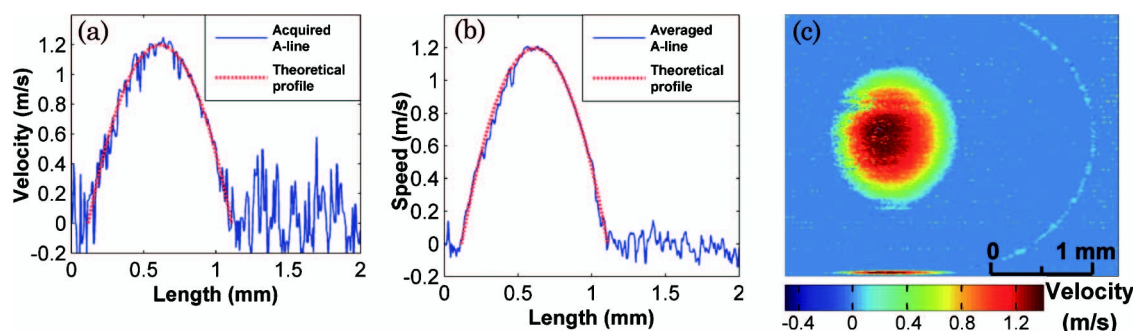 (a)
Acquired
A-line
Theoretical
profile
Velocity (m/s)
1.2
1
0.8
0.6
0.4
0.2
0
-0.2
0 0.5 1 1.5 2
Length (mm)
(b)
Averaged
A-line
Theoretical
profile
Speed (m/s)
1.2
1
0.8
0.6
0.4
0.2
0
-0.2
0 0.5 1 1.5 2
Length (mm)
(c)
0 1 mm
-0.4 0 0.4 0.8 1.2
Velocity
(m/s)